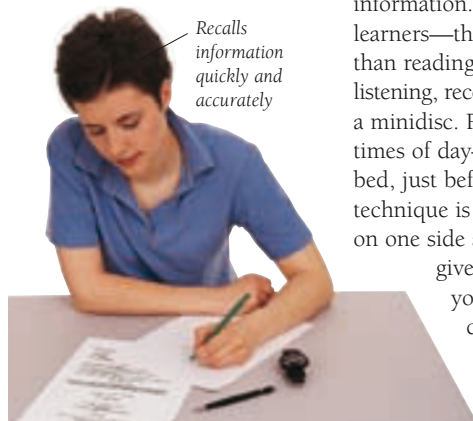 Recalls
information
quickly and
accurately
information.
learners—th
than reading
listening, rec
a minidisc.
times of day–
bed, just bef
technique is
on one side
give
yo